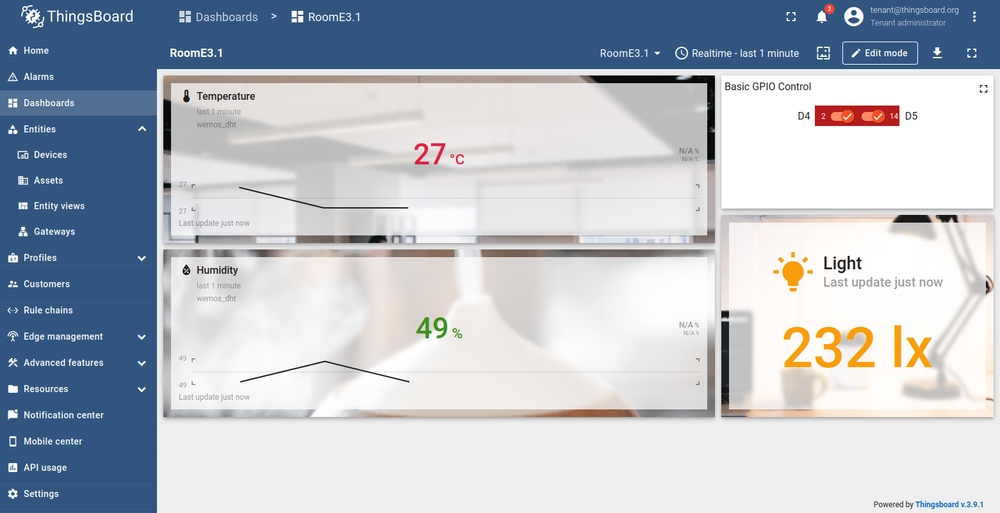 ThingsBoard
Dashboards > RoomE3.1
2
tenant@thingsboard.org
Tenant administrator
Home
Alarms
Dashboards
Entities
Devices
Assets
Entity views
Gateways
Profiles
Customers
Rule chains
Edge management
Advanced features
Resources
Notification center
Mobile center
API usage
Settings
RoomE3.1
RoomE3.1
Realtime - last 1 minute
Edit mode
Temperature
last 1 minute
wemos_dht
27 °C
N/A %
N/A °C
27
27
Last update just now
Humidity
last 1 minute
wemos_dht
49 %
N/A %
N/A %
49
49
Last update just now
Basic GPIO Control
D4 2 14 D5
Light
Last update just now
232 lx
Powered by Thingsboard v.3.9.1